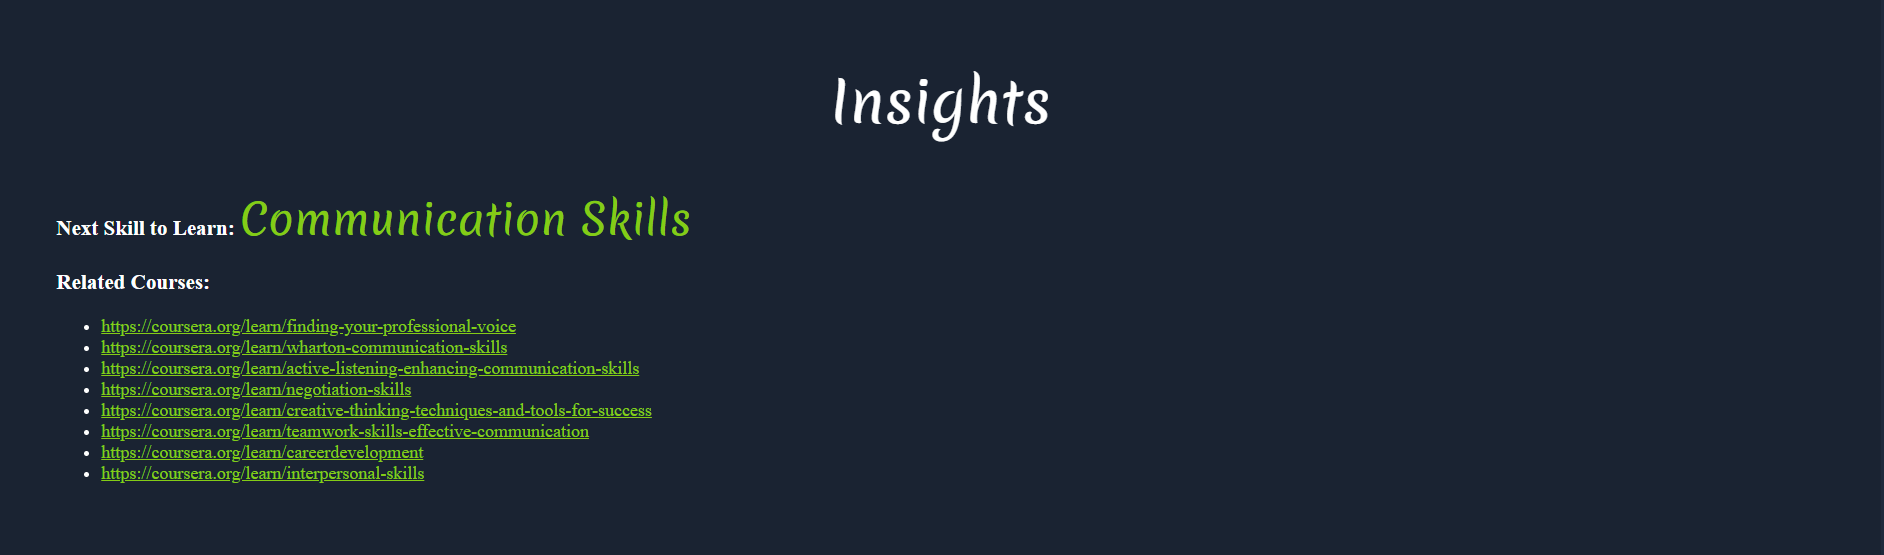 Insights
Next Skill to Learn: Communication Skills
Related Courses:
https://coursera.org/learn/finding-your-professional-voice
https://coursera.org/learn/wharton-communication-skills
https://coursera.org/learn/active-listening-enhancing-communication-skills
https://coursera.org/learn/negotiation-skills
https://coursera.org/learn/creative-thinking-techniques-and-tools-for-success
https://coursera.org/learn/teamwork-skills-effective-communication
https://coursera.org/learn/careerdevelopment
https://coursera.org/learn/interpersonal-skills